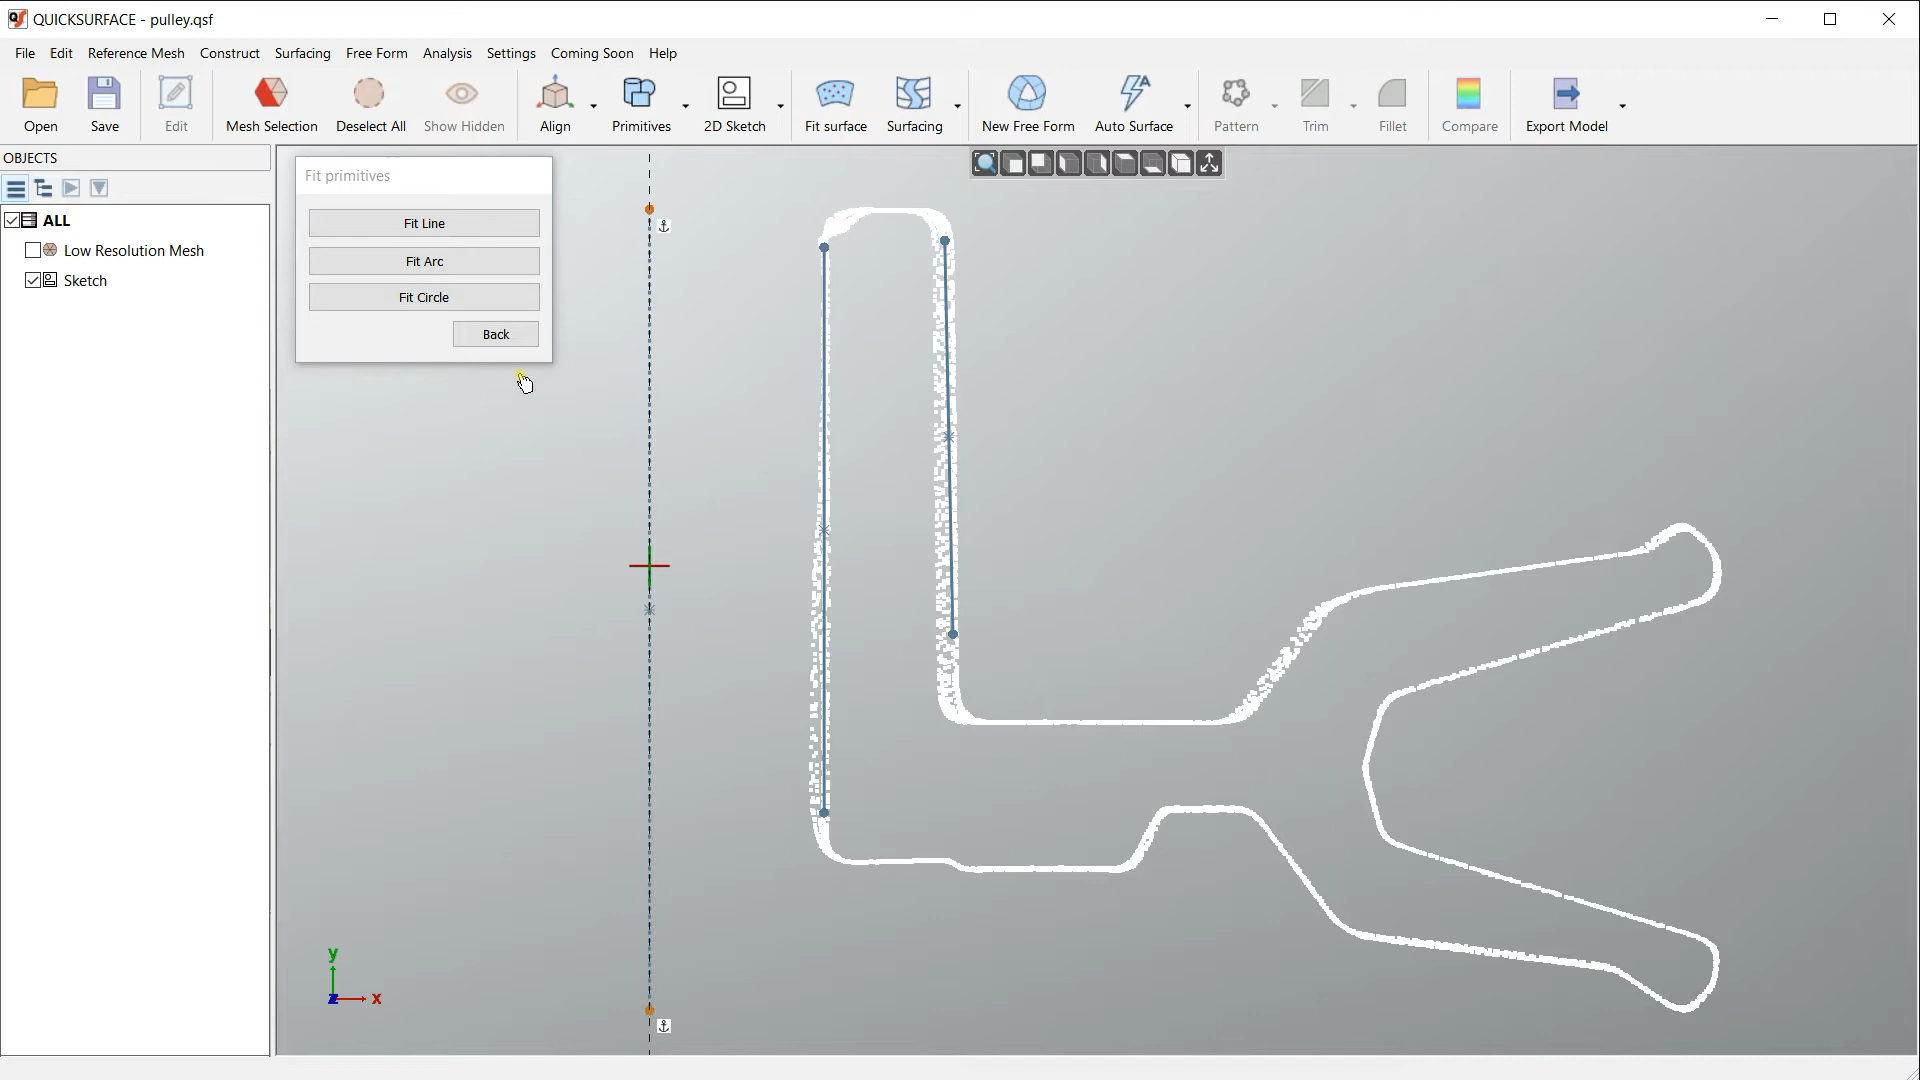 QUICKSURFACE - pulley.qsf
File Edit Reference Mesh Construct Surfacing Free Form Analysis Settings Coming Soon Help
Open Save Edit Mesh Selection Deselect All Show Hidden Align Primitives 2D Sketch Fit surface Surfacing New Free Form Auto Surface Pattern Trim Fillet Compare Export Model
OBJECTS
ALL
Low Resolution Mesh
Sketch
Fit primitives
Fit Line
Fit Arc
Fit Circle
Back
y
z x